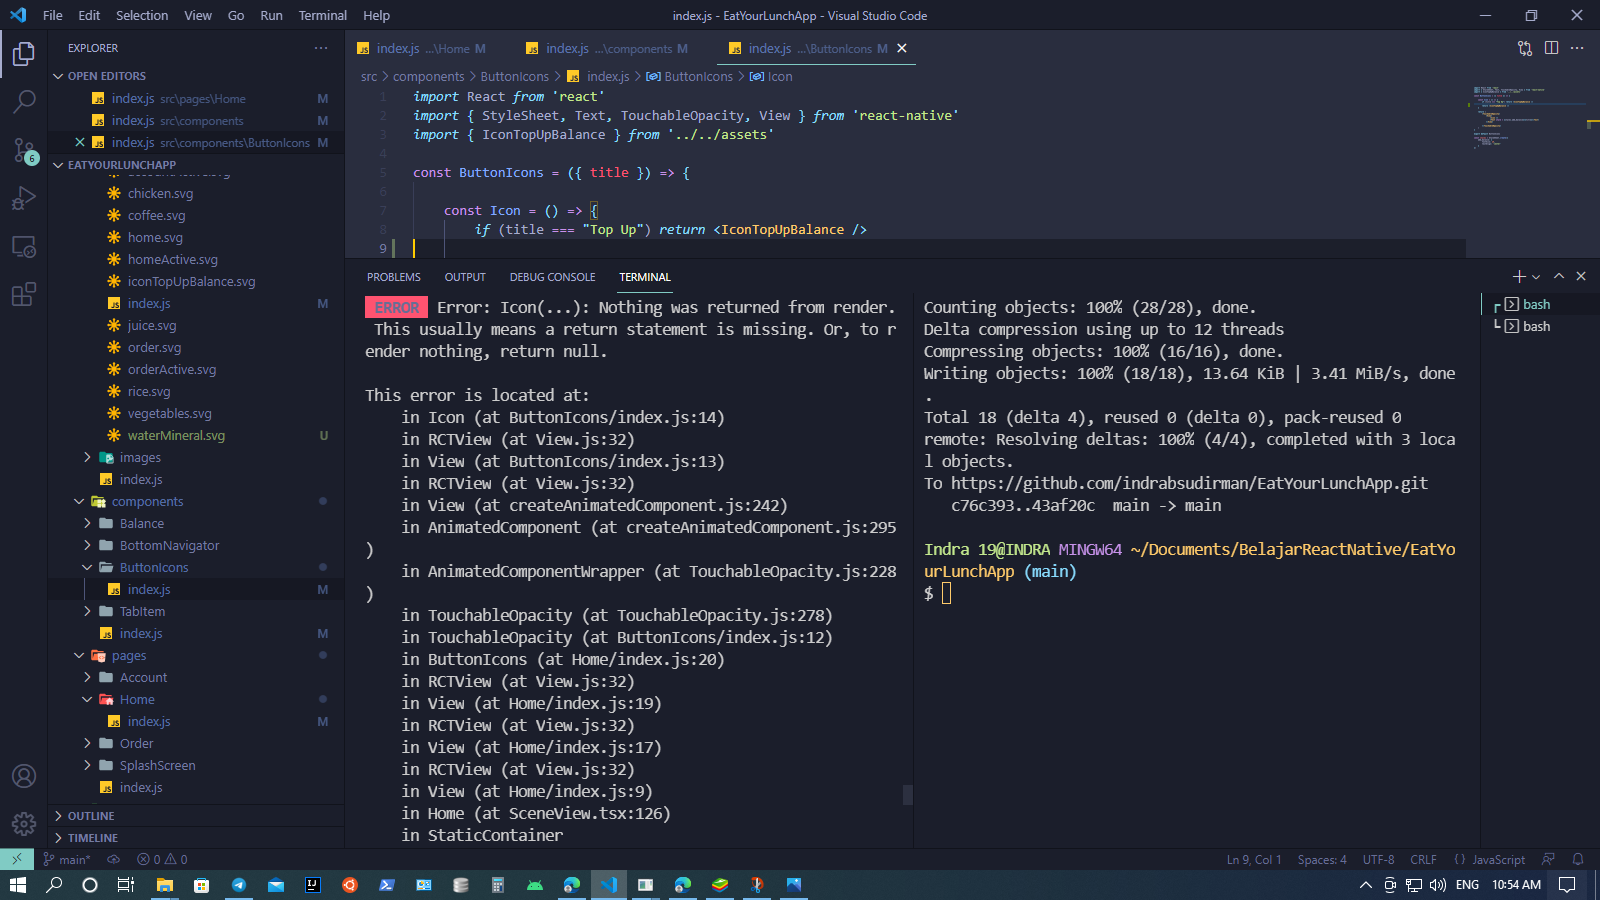 File Edit Selection View Go Run Terminal Help
index.js - EatYourLunchApp - Visual Studio Code
EXPLORER
OPEN EDITORS
index.js src\pages\Home M
index.js src\components M
index.js src\components\ButtonIcons M
EATYOURLUNCHAPP
chicken.svg
coffee.svg
home.svg
homeActive.svg
iconTopUpBalance.svg
index.js M
juice.svg
order.svg
orderActive.svg
rice.svg
vegetables.svg
waterMineral.svg U
images
index.js
components
Balance
BottomNavigator
ButtonIcons
index.js M
TabItem
index.js M
pages
Account
Home
index.js M
Order
SplashScreen
index.js
OUTLINE
TIMELINE
6
index.js ...\Home M
index.js ...\components M
index.js ...\ButtonIcons M
src > components > ButtonIcons > index.js > ButtonIcons > Icon
1 import React from 'react'
2 import { StyleSheet, Text, TouchableOpacity, View } from 'react-native'
3 import { IconTopUpBalance } from '../../assets'
4
5 const ButtonIcons = ({ title }) => {
6
7 const Icon = () => {
8 if (title === "Top Up") return <IconTopUpBalance />
9
PROBLEMS OUTPUT DEBUG CONSOLE TERMINAL
ERROR Error: Icon(...): Nothing was returned from render.
This usually means a return statement is missing. Or, to r
ender nothing, return null.
This error is located at:
in Icon (at ButtonIcons/index.js:14)
in RCTView (at View.js:32)
in View (at ButtonIcons/index.js:13)
in RCTView (at View.js:32)
in View (at createAnimatedComponent.js:242)
in AnimatedComponent (at createAnimatedComponent.js:295
)
in AnimatedComponentWrapper (at TouchableOpacity.js:228
)
in TouchableOpacity (at TouchableOpacity.js:278)
in TouchableOpacity (at ButtonIcons/index.js:12)
in ButtonIcons (at Home/index.js:20)
in RCTView (at View.js:32)
in View (at Home/index.js:19)
in RCTView (at View.js:32)
in View (at Home/index.js:17)
in RCTView (at View.js:32)
in View (at Home/index.js:9)
in Home (at SceneView.tsx:126)
in StaticContainer
Counting objects: 100% (28/28), done.
Delta compression using up to 12 threads
Compressing objects: 100% (16/16), done.
Writing objects: 100% (18/18), 13.64 KiB | 3.41 MiB/s, done
.
Total 18 (delta 4), reused 0 (delta 0), pack-reused 0
remote: Resolving deltas: 100% (4/4), completed with 3 loca
l objects.
To https://github.com/indrabsudirman/EatYourLunchApp.git
c76c393..43af20c main -> main
Indra 19@INDRA MINGW64 ~/Documents/BelajarReactNative/EatYo
urLunchApp (main)
$
bash
bash
main* 0 0
Ln 9, Col 1 Spaces: 4 UTF-8 CRLF {} JavaScript
ENG 10:54 AM